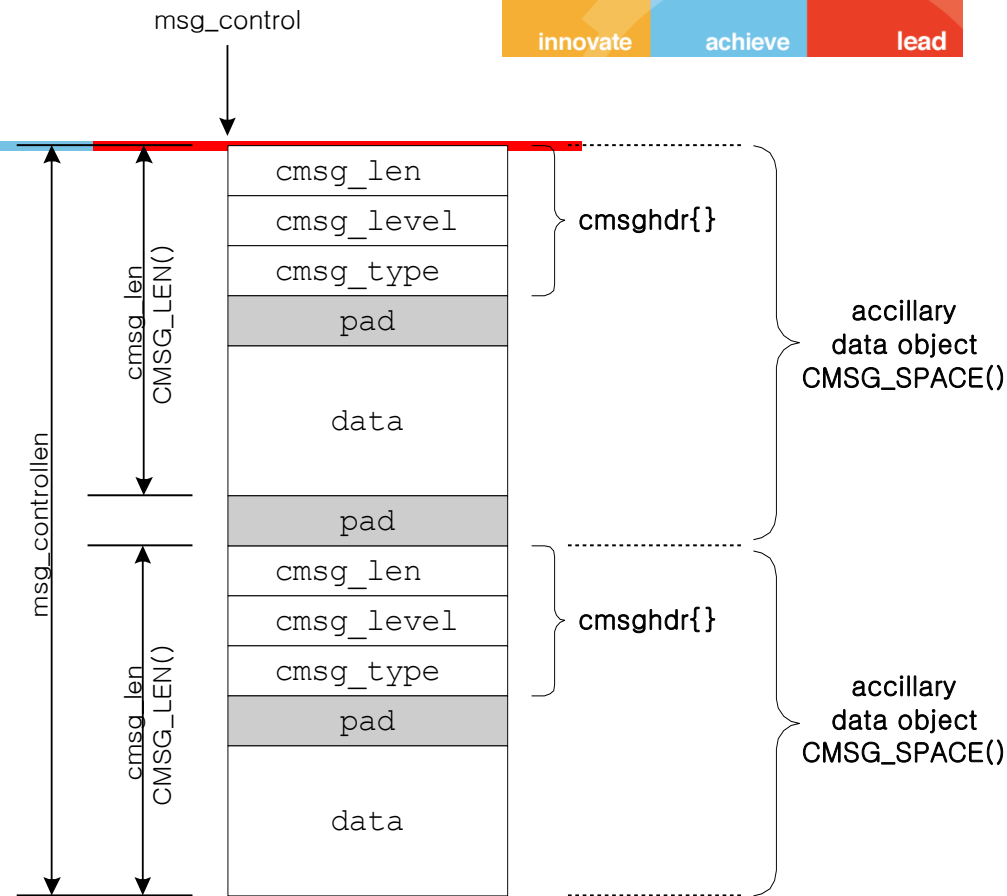 msg_control
innovate achieve lead
cmsg_len
cmsg_level
cmsg_type
pad
data
pad
cmsg_len
cmsg_level
cmsg_type
pad
data
cmsghdr{}
cmsghdr{}
accillary
data object
CMSG_SPACE()
accillary
data object
CMSG_SPACE()
cmsg_len
CMSG_LEN()
cmsg_len
CMSG_LEN()
msg_controllen